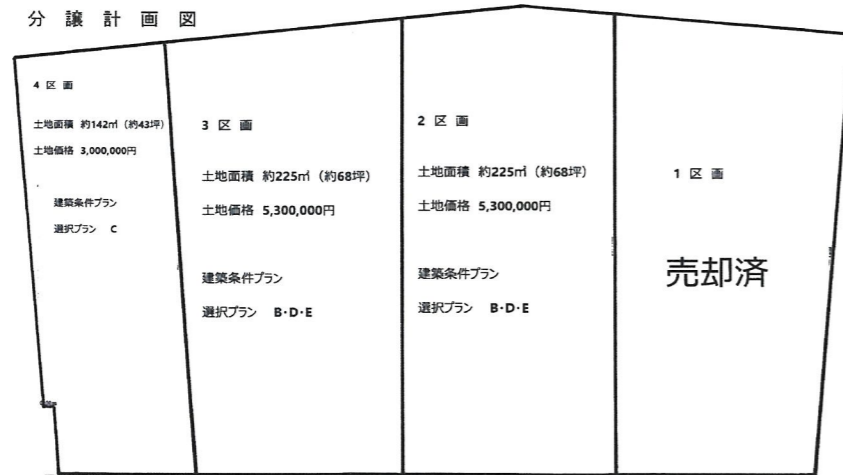 分 譲 計 画 図
4 区 画
土地面積 約142㎡（約43坪）
土地価格 3,000,000円
建築条件プラン
選択プラン C
3 区 画
土地面積 約225㎡（約68坪）
土地価格 5,300,000円
建築条件プラン
選択プラン B・D・E
2 区 画
土地面積 約225㎡（約68坪）
土地価格 5,300,000円
建築条件プラン
選択プラン B・D・E
1 区 画
売却済